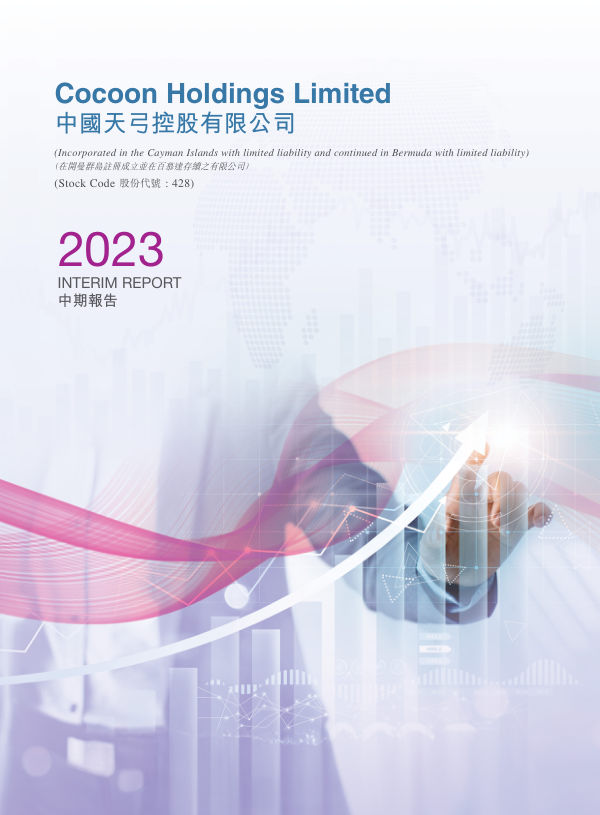 Cocoon Holdings Limited
中國天弓控股有限公司
(Incorporated in the Cayman Islands with limited liability and continued in Bermuda with limited liability)
（在開曼群島註冊成立並在百慕達存續之有限公司）
(Stock Code 股份代號 : 428)
2023
INTERIM REPORT
中期報告